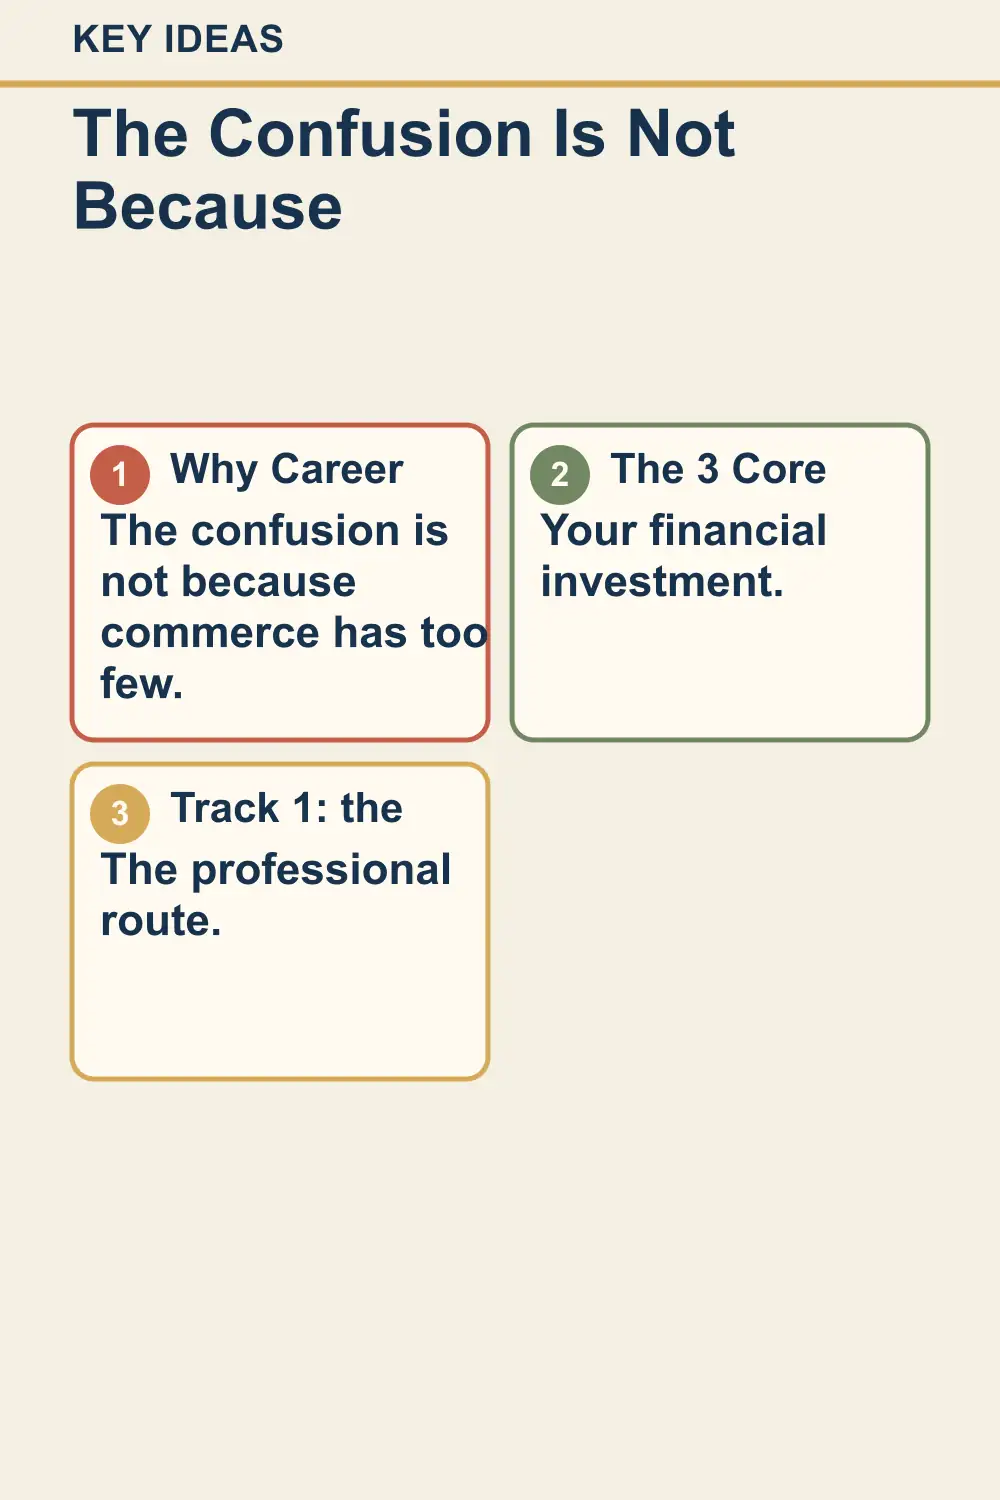 KEY IDEAS
The Confusion Is Not
Because
1 Why Career
The confusion is
not because
commerce has too
few.
2 The 3 Core
Your financial
investment.
3 Track 1: the
The professional
route.